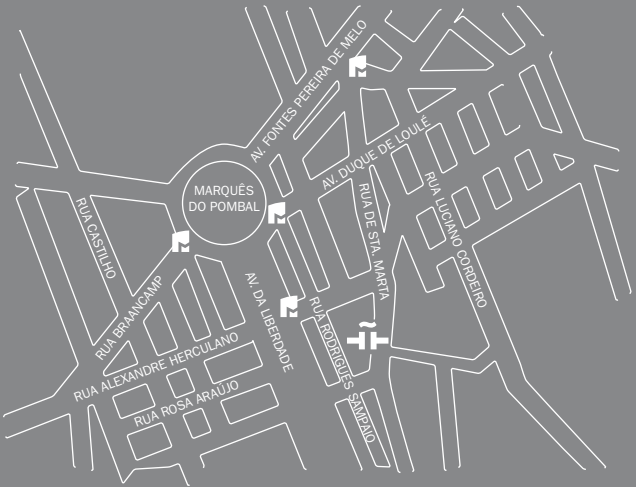 AV. FONTES PEREIRA DE MELO
AV. DUQUE DE LOULÉ
MARQUÊS
DO POMBAL
RUA CASTILHO
RUA DE STA. MARTA
RUA LUCIANO CORDEIRO
RUA BRAANCAMP
AV. DA LIBERDADE
RUA RODRIGUES SAMPAIO
RUA ALEXANDRE HERCULANO
RUA ROSA ARAÚJO